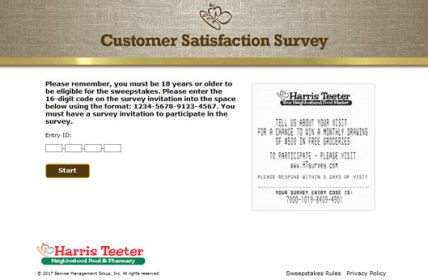 Customer Satisfaction Survey
Please remember, you must be 18 years or older to
be eligible for the sweepstakes. Please enter the
16-digit code on the survey invitation into the space
below using the format: 1234-5678-9123-4567. You
must have a survey invitation to participate in the
survey.
Entry ID:
Start
Harris Teeter
Your Neighborhood Food Market
TELL US ABOUT YOUR VISIT
FOR A CHANCE TO WIN A MONTHLY DRAWING
OF $500 IN FREE GROCERIES
TO PARTICIPATE - PLEASE VISIT
www.HTsurvey.com
PLEASE RESPOND WITHIN 5 DAYS OF VISIT
YOUR SURVEY ENTRY CODE IS:
7000-1019-8409-4901
Harris Teeter
Neighborhood Food & Pharmacy
© 2017 Service Management Group, Inc. All rights reserved.
Sweepstakes Rules Privacy Policy